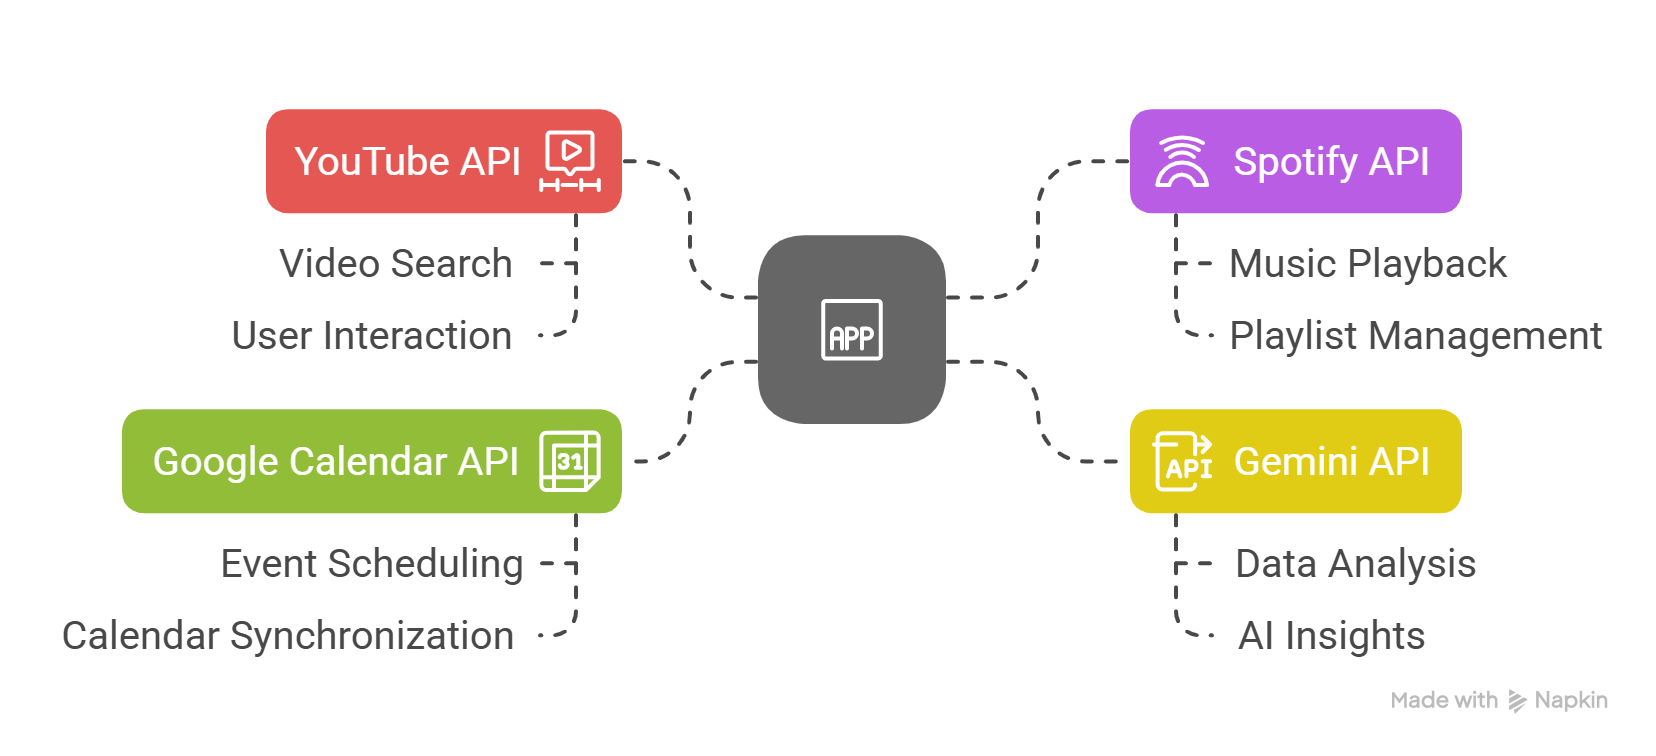 YouTube API
Video Search
User Interaction
Google Calendar API
31
Event Scheduling
Calendar Synchronization
APP
Spotify API
Music Playback
Playlist Management
API
Gemini API
Data Analysis
AI Insights
Made with Napkin